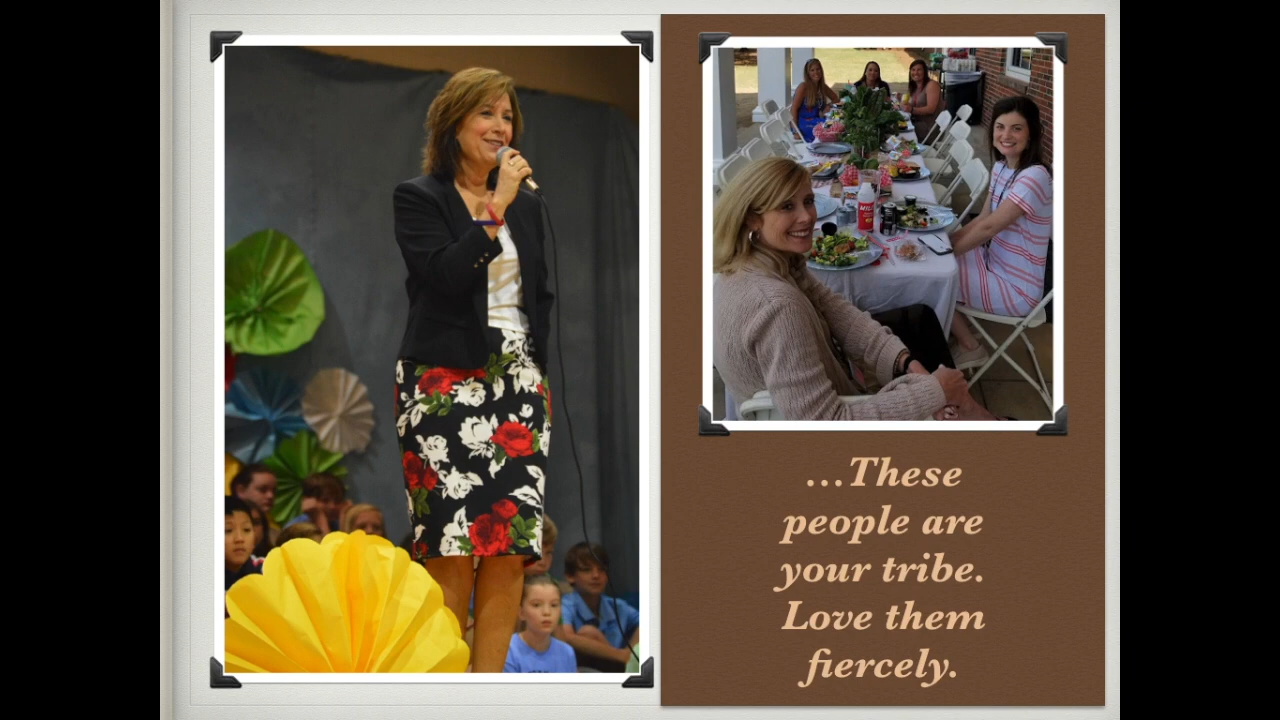 ...These
people are
your tribe.
Love them
fiercely.